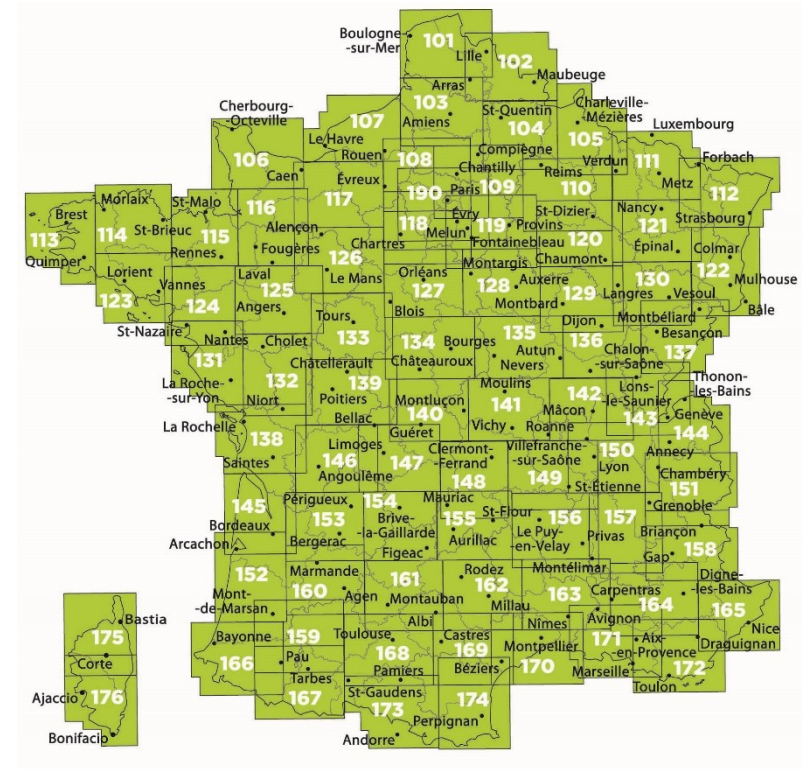 Boulogne-
-sur-Mer
101
Lille
102
Maubeuge
Arras
103
Cherbourg-
Octeville
107
Amiens
St-Quentin
104
Charleville-
-Mézières
105
Luxembourg
Le Havre
Rouen
108
Compiègne
Chantilly
Reims
Verdun
111
Forbach
106
Caen
Évreux
190
Paris
109
110
Metz
112
Morlaix
St-Malo
116
117
Brest
113
114
St-Brieuc
115
Alençon
118
Évry
119
Provins
St-Dizier
Nancy
121
Strasbourg
Quimper
Rennes
Fougères
126
Chartres
Melun
Fontainebleau
120
Épinal
Colmar
Lorient
Vannes
Laval
Le Mans
Orléans
Montargis
Chaumont
122
123
124
125
Angers
127
128
Auxerre
129
Langres
130
Vesoul
Mulhouse
St-Nazaire
Tours
Blois
Montbard
Montbéliard
Bâle
Nantes
Cholet
133
134
Bourges
135
Dijon
136
Besançon
131
Châtellerault
Châteauroux
Nevers
Autun
Chalon-
-sur-Saône
137
La Roche-
-sur-Yon
132
Niort
139
Poitiers
Montluçon
Moulins
141
142
Mâcon
Lons-
-le-Saunier
143
Thonon-
-les-Bains
Genève
La Rochelle
Bellac
140
Guéret
Vichy
Roanne
144
138
Saintes
Limoges
146
Angoulême
147
Clermont-
-Ferrand
148
Villefranche-
-sur-Saône
149
150
Lyon
Annecy
St-Étienne
Chambéry
151
145
Périgueux
154
Mauriac
Grenoble
Bordeaux
153
Brive-
-la-Gaillarde
155
St-Flour
156
157
Briançon
Arcachon
Bergerac
Figeac
Aurillac
Le Puy-
-en-Velay
Privas
Gap
158
152
Marmande
Rodez
Montélimar
Digne-
-les-Bains
Mont-
-de-Marsan
160
Agen
161
Montauban
162
Millau
163
Carpentras
164
165
Albi
Nîmes
Avignon
Nice
Bastia
175
Bayonne
159
Toulouse
Castres
Montpellier
171
Aix-
-en-Provence
Draguignan
Corte
166
Pau
168
169
Béziers
170
Marseille
172
Tarbes
Pamiers
Toulon
Ajaccio
176
167
St-Gaudens
173
174
Perpignan
Bonifacio
Andorre